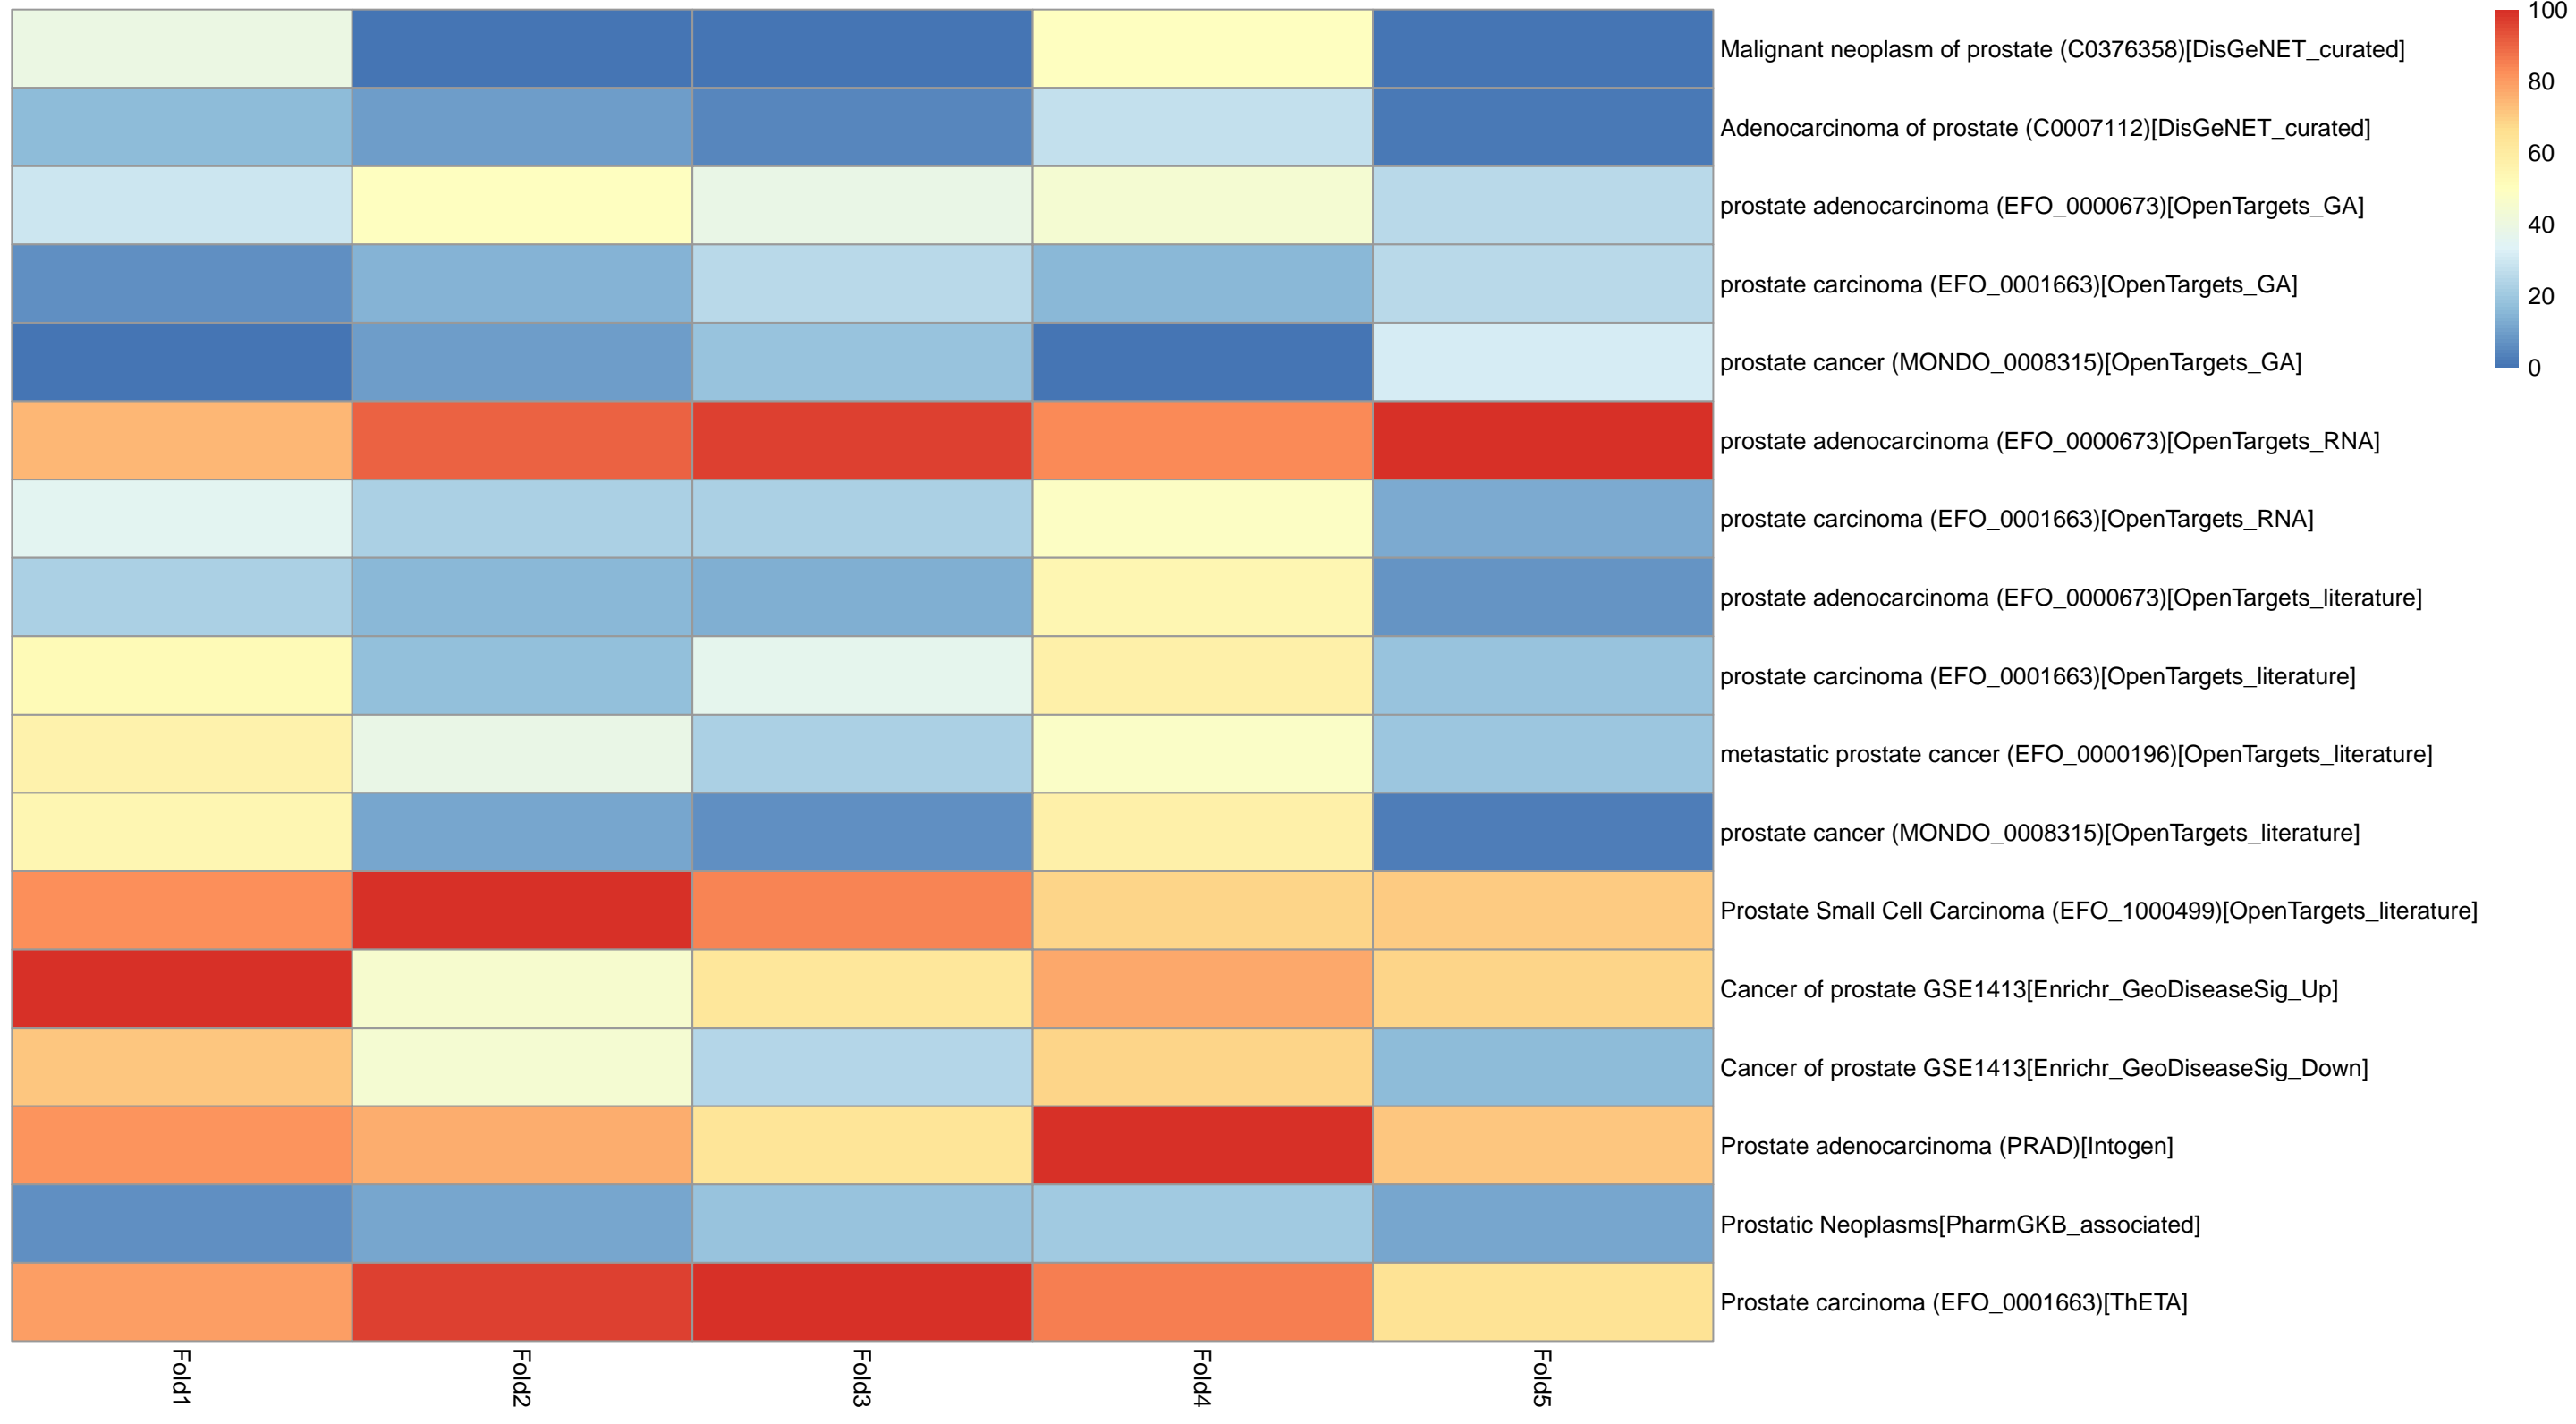 Malignant neoplasm of prostate (C0376358)[DisGeNET_curated]
Adenocarcinoma of prostate (C0007112)[DisGeNET_curated]
prostate adenocarcinoma (EFO_0000673)[OpenTargets_GA]
prostate carcinoma (EFO_0001663)[OpenTargets_GA]
prostate cancer (MONDO_0008315)[OpenTargets_GA]
prostate adenocarcinoma (EFO_0000673)[OpenTargets_RNA]
prostate carcinoma (EFO_0001663)[OpenTargets_RNA]
prostate adenocarcinoma (EFO_0000673)[OpenTargets_literature]
prostate carcinoma (EFO_0001663)[OpenTargets_literature]
metastatic prostate cancer (EFO_0000196)[OpenTargets_literature]
prostate cancer (MONDO_0008315)[OpenTargets_literature]
Prostate Small Cell Carcinoma (EFO_1000499)[OpenTargets_literature]
Cancer of prostate GSE1413[Enrichr_GeoDiseaseSig_Up]
Cancer of prostate GSE1413[Enrichr_GeoDiseaseSig_Down]
Prostate adenocarcinoma (PRAD)[Intogen]
Prostatic Neoplasms[PharmGKB_associated]
Prostate carcinoma (EFO_0001663)[ThETA]
Fold1
Fold2
Fold3
Fold4
Fold5
100
80
60
40
20
0